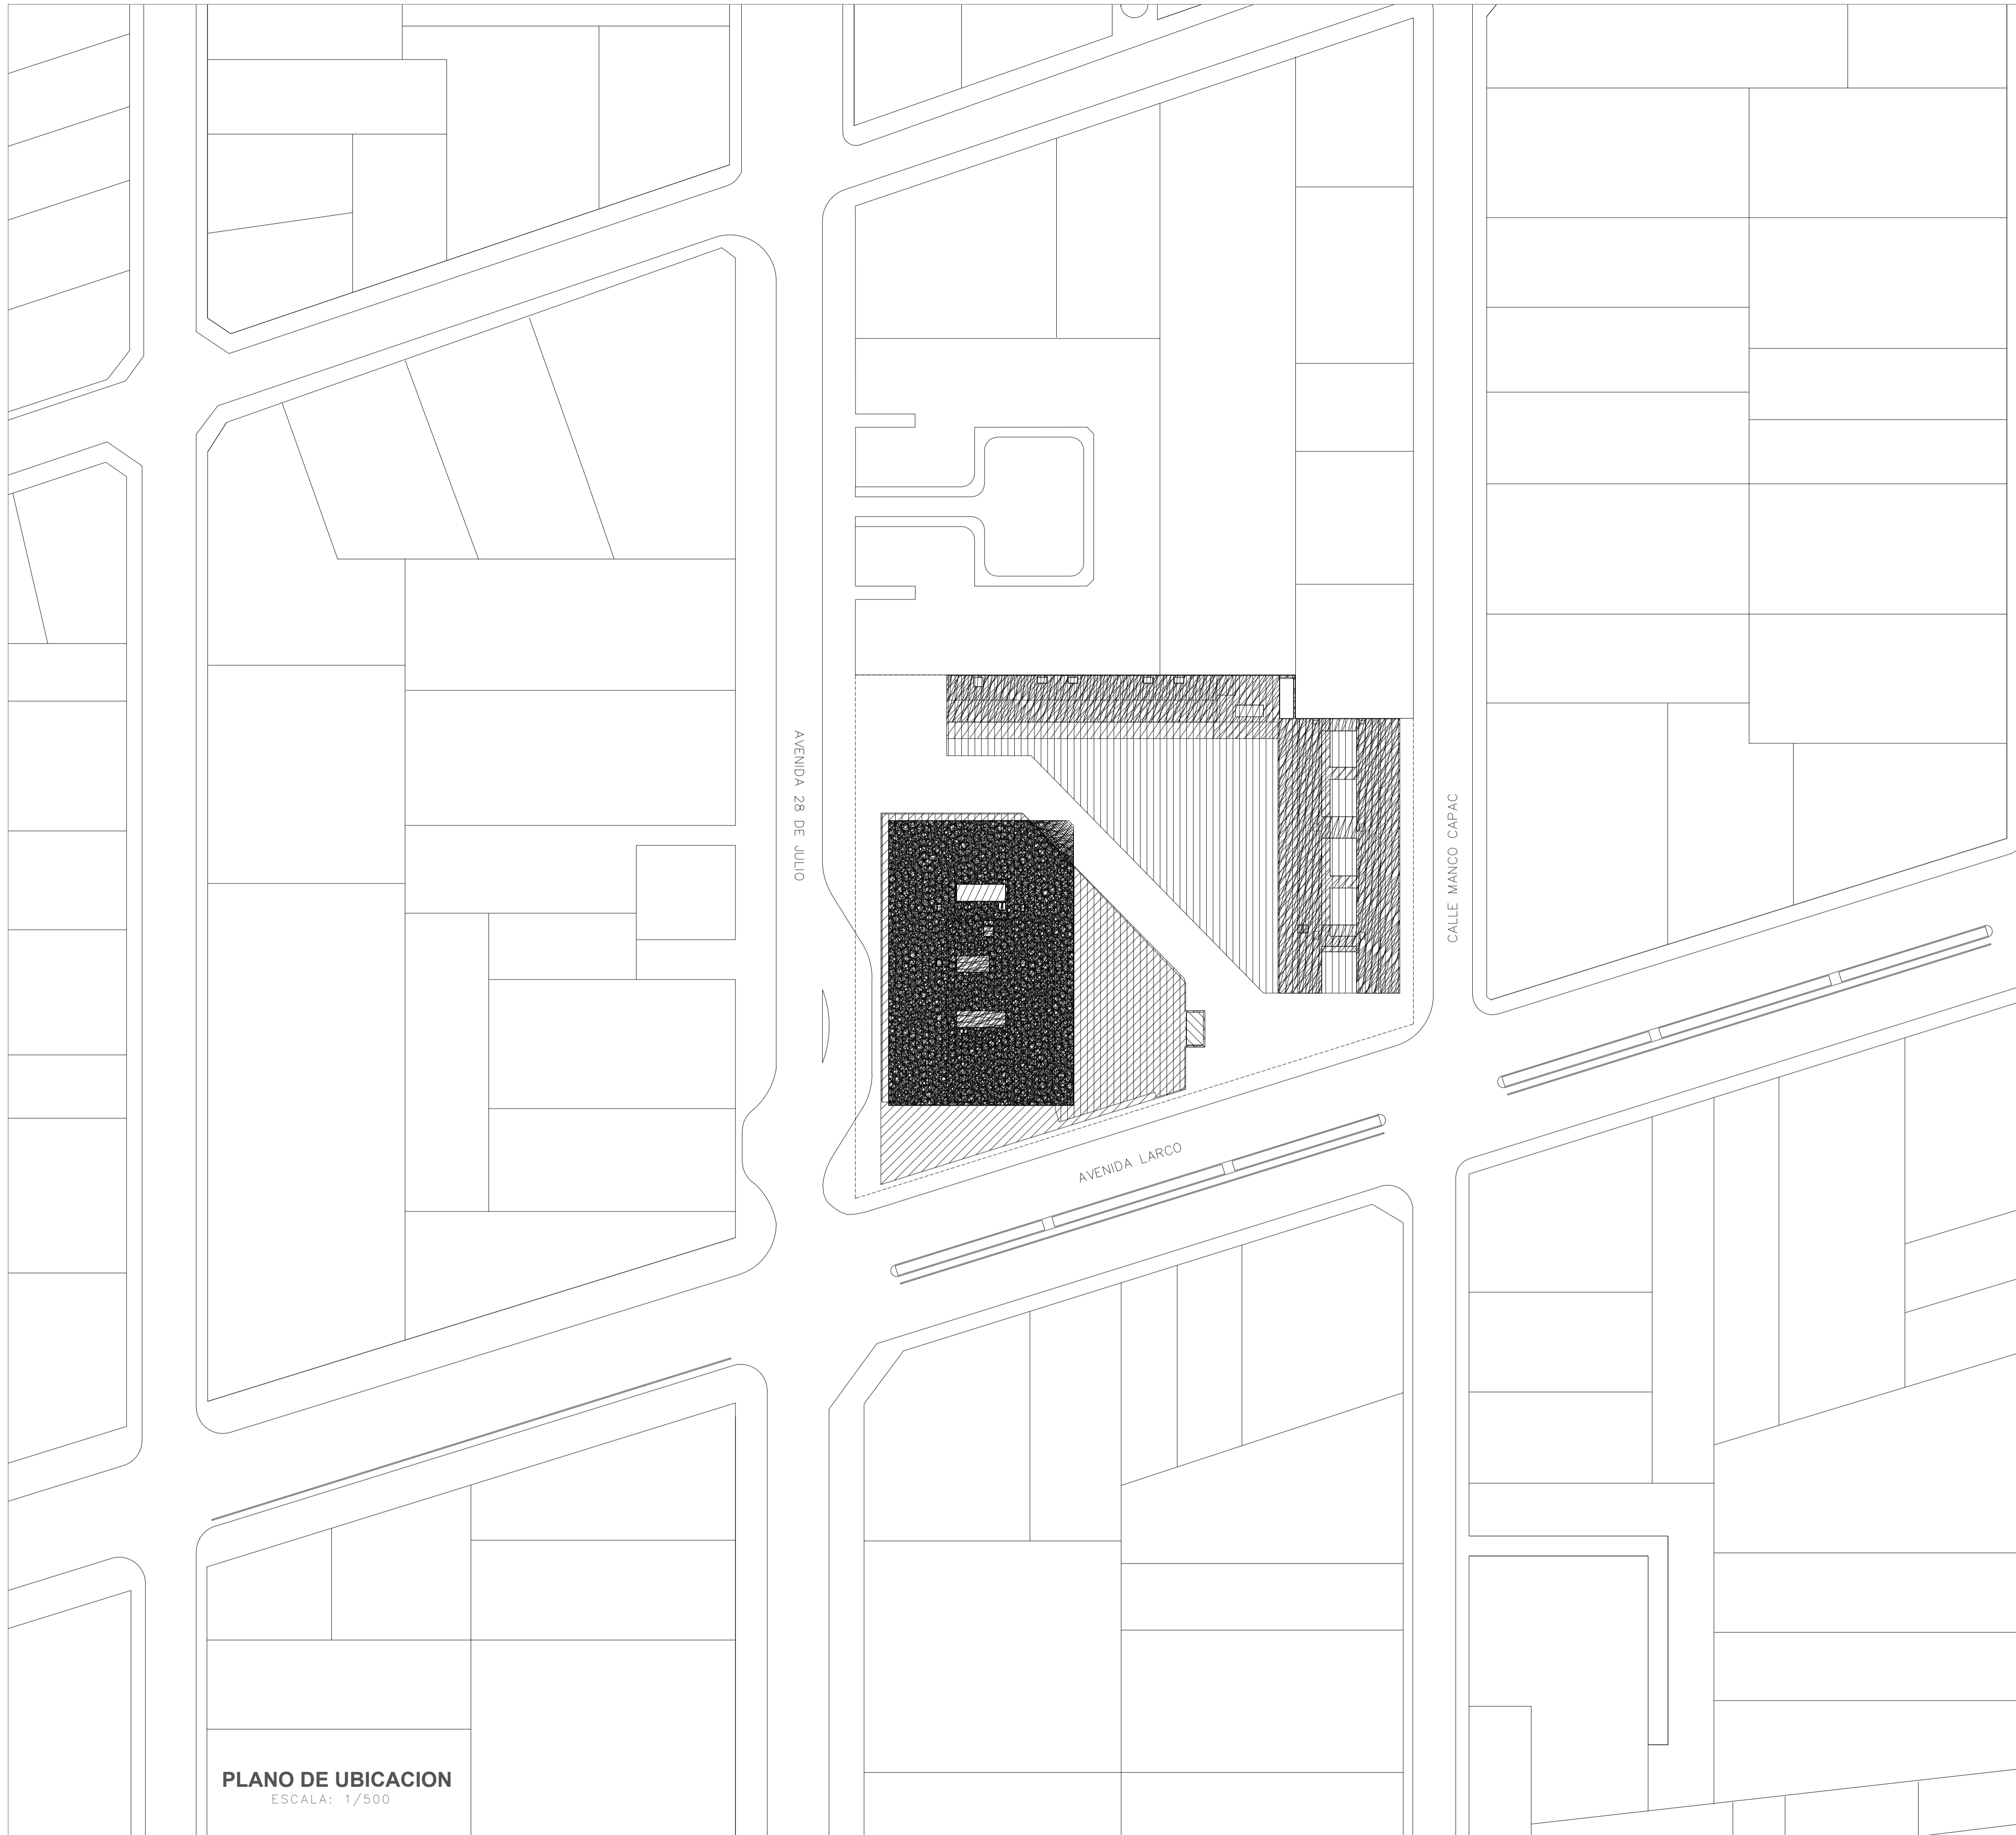 AVENIDA 28 DE JULIO
CALLE MANCO CAPAC
AVENIDA LARCO
PLANO DE UBICACION
ESCALA: 1/500